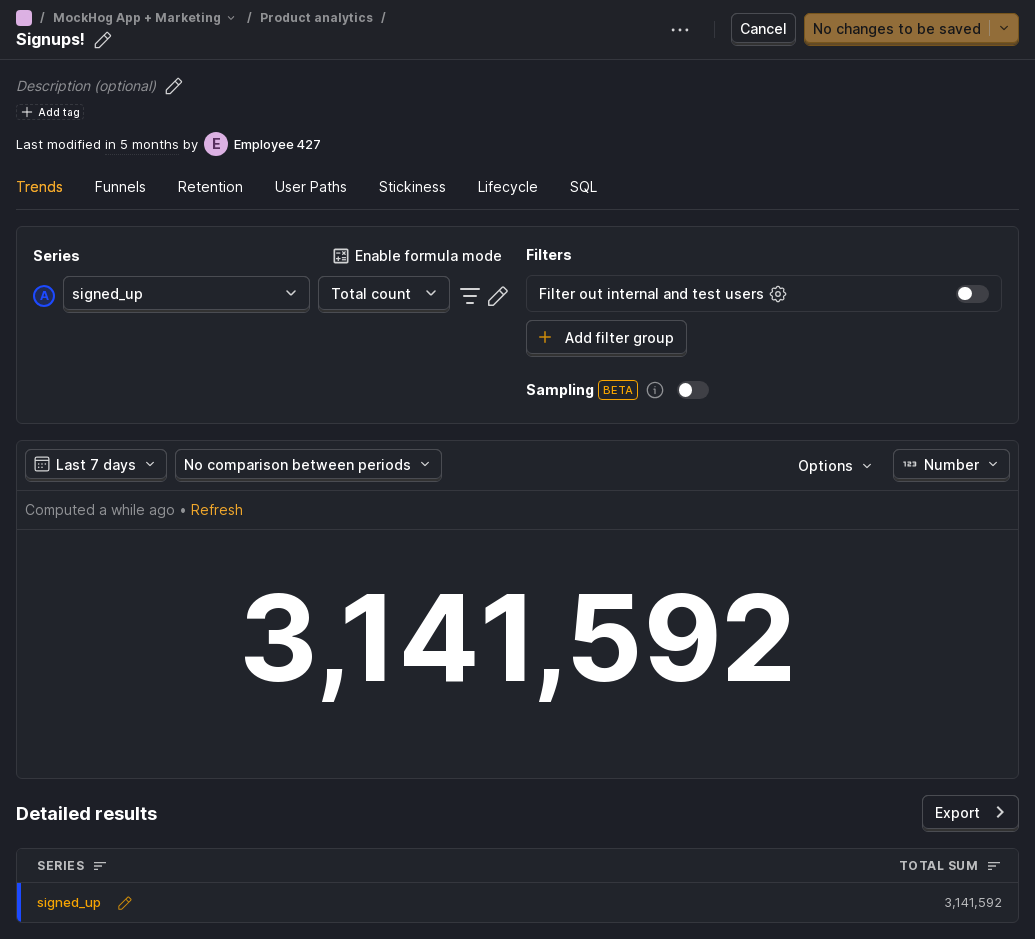 / MockHog App + Marketing / Product analytics /
Signups!
Cancel
No changes to be saved
Description (optional)
Add tag
Last modified in 5 months by E Employee 427
Trends Funnels Retention User Paths Stickiness Lifecycle SQL
Series
Enable formula mode
A signed_up Total count
Filters
Filter out internal and test users
Add filter group
Sampling BETA
Last 7 days No comparison between periods Options 123 Number
Computed a while ago • Refresh
3,141,592
Detailed results
Export
SERIES TOTAL SUM
signed_up 3,141,592